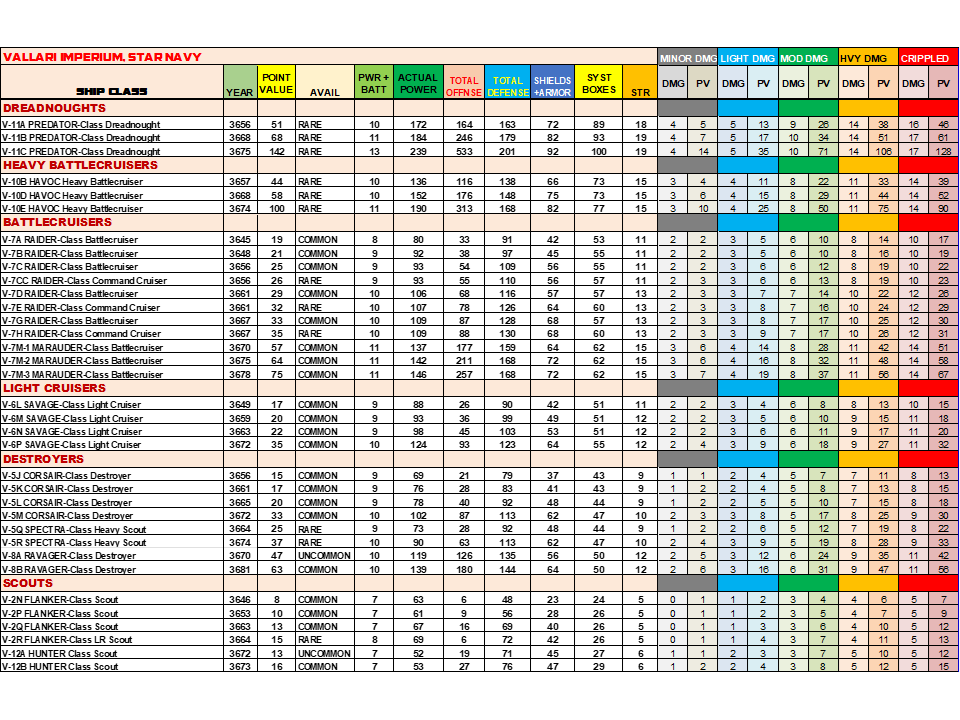 VALLARI IMPERIUM, STAR NAVY MINOR DMG LIGHT DMG MOD DMG HVY DMG CRIPPLED
SHIP CLASS YEAR POINT VALUE AVAIL PWR + BATT ACTUAL POWER TOTAL OFFNSE TOTAL DEFENSE SHIELDS +ARMOR SYST BOXES STR DMG PV DMG PV DMG PV DMG PV DMG PV
DREADNOUGHTS
V-11A PREDATOR-Class Dreadnought 3656 51 RARE 10 172 164 163 72 89 18 4 5 5 13 9 26 14 38 16 46
V-11B PREDATOR-Class Dreadnought 3668 68 RARE 11 184 246 179 82 93 19 4 7 5 17 10 34 14 51 17 61
V-11C PREDATOR-Class Dreadnought 3675 142 RARE 13 239 533 201 92 100 19 4 14 5 35 10 71 14 106 17 128
HEAVY BATTLECRUISERS
V-10B HAVOC Heavy Battlecruiser 3657 44 RARE 10 136 116 138 66 73 15 3 4 4 11 8 22 11 33 14 39
V-10D HAVOC Heavy Battlecruiser 3668 58 RARE 10 152 176 148 75 73 15 3 6 4 15 8 29 11 44 14 52
V-10E HAVOC Heavy Battlecruiser 3674 100 RARE 11 190 313 168 82 77 15 3 10 4 25 8 50 11 75 14 90
BATTLECRUISERS
V-7A RAIDER-Class Battlecruiser 3645 19 COMMON 8 80 33 91 42 53 11 2 2 3 5 6 10 8 14 10 17
V-7B RAIDER-Class Battlecruiser 3648 21 COMMON 9 92 38 97 45 55 11 2 2 3 5 6 10 8 16 10 19
V-7C RAIDER-Class Battlecruiser 3656 25 COMMON 9 93 54 109 56 55 11 2 3 3 6 6 12 8 19 10 22
V-7CC RAIDER-Class Command Cruiser 3656 26 RARE 9 93 55 110 56 57 11 2 3 3 6 6 13 8 19 10 23
V-7D RAIDER-Class Battlecruiser 3661 29 COMMON 10 106 68 116 57 57 13 2 3 3 7 7 14 10 22 12 26
V-7E RAIDER-Class Command Cruiser 3661 32 RARE 10 107 78 126 64 60 13 2 3 3 8 7 16 10 24 12 29
V-7G RAIDER-Class Battlecruiser 3667 33 COMMON 10 109 87 128 68 57 13 2 3 3 8 7 17 10 25 12 30
V-7H RAIDER-Class Command Cruiser 3667 35 RARE 10 109 88 130 68 60 13 2 3 3 9 7 17 10 26 12 31
V-7M-1 MARAUDER-Class Battlecruiser 3670 57 COMMON 11 137 177 159 64 62 15 3 6 4 14 8 28 11 42 14 51
V-7M-2 MARAUDER-Class Battlecruiser 3675 64 COMMON 11 142 211 168 72 62 15 3 6 4 16 8 32 11 48 14 58
V-7M-3 MARAUDER-Class Battlecruiser 3678 75 COMMON 11 146 257 168 72 62 15 3 7 4 19 8 37 11 56 14 67
LIGHT CRUISERS
V-6L SAVAGE-Class Light Cruiser 3649 17 COMMON 9 88 26 90 42 51 11 2 2 3 4 6 8 8 13 10 15
V-6M SAVAGE-Class Light Cruiser 3659 20 COMMON 9 93 36 99 49 51 12 2 2 3 5 6 10 9 15 11 18
V-6N SAVAGE-Class Light Cruiser 3663 22 COMMON 9 98 45 103 53 51 12 2 2 3 6 6 11 9 17 11 20
V-6P SAVAGE-Class Light Cruiser 3672 35 COMMON 10 124 93 123 64 55 12 2 4 3 9 6 18 9 27 11 32
DESTROYERS
V-5J CORSAIR-Class Destroyer 3656 15 COMMON 9 69 21 79 37 43 9 1 1 2 4 5 7 7 11 8 13
V-5K CORSAIR-Class Destroyer 3661 17 COMMON 9 76 28 83 41 43 9 1 2 2 4 5 8 7 13 8 15
V-5L CORSAIR-Class Destroyer 3665 20 COMMON 9 78 40 92 48 44 9 1 2 2 5 5 10 7 15 8 18
V-5M CORSAIR-Class Destroyer 3672 33 COMMON 10 102 87 113 62 47 10 2 3 3 8 5 17 8 25 9 30
V-5Q SPECTRA-Class Heavy Scout 3664 25 RARE 9 73 28 92 48 44 9 1 2 2 6 5 12 7 19 8 22
V-5R SPECTRA-Class Heavy Scout 3674 37 RARE 10 90 63 113 62 47 10 2 4 3 9 5 19 8 28 9 33
V-8A RAVAGER-Class Destroyer 3670 47 UNCOMMON 10 119 126 135 56 50 12 2 5 3 12 6 24 9 35 11 42
V-8B RAVAGER-Class Destroyer 3681 63 COMMON 10 139 180 144 64 50 12 2 6 3 16 6 31 9 47 11 56
SCOUTS
V-2N FLANKER-Class Scout 3646 8 COMMON 7 63 6 48 23 24 5 0 1 1 2 3 4 4 6 5 7
V-2P FLANKER-Class Scout 3653 10 COMMON 7 61 9 56 28 26 5 0 1 1 2 3 5 4 7 5 9
V-2Q FLANKER-Class Scout 3663 13 COMMON 7 67 16 69 40 26 5 0 1 1 3 3 6 4 10 5 12
V-2R FLANKER-Class LR Scout 3664 15 RARE 8 69 6 72 42 26 5 0 1 1 4 3 7 4 11 5 13
V-12A HUNTER Class Scout 3672 13 UNCOMMON 7 52 19 71 45 27 6 1 1 2 3 3 7 5 10 5 12
V-12B HUNTER Class Scout 3673 16 COMMON 7 53 27 76 47 29 6 1 2 2 4 3 8 5 12 5 15